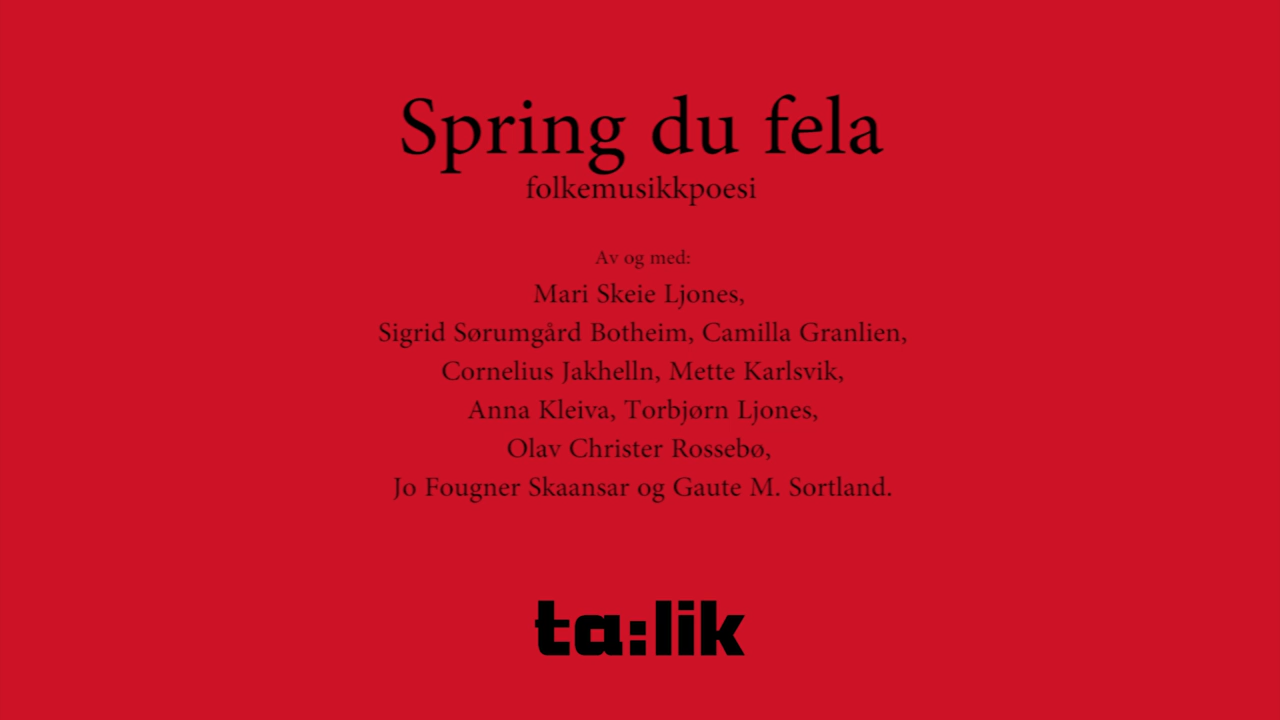 Spring du fela
folkemusikkpoesi
Av og med:
Mari Skeie Ljones,
Sigrid Sørumgård Botheim, Camilla Granlien,
Cornelius Jakhelln, Mette Karlsvik,
Anna Kleiva, Torbjørn Ljones,
Olav Christer Rossebø,
Jo Fougner Skaansar og Gaute M. Sortland.
ta:lik